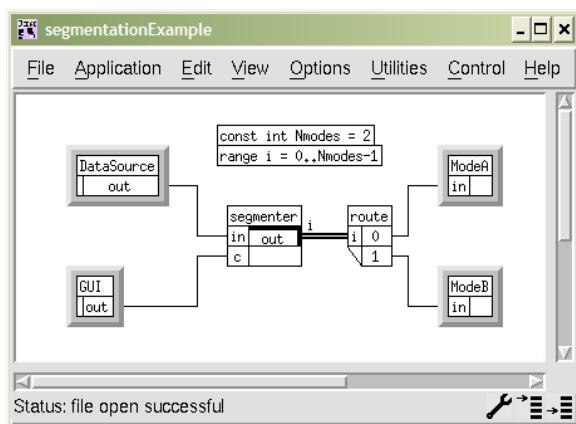 segmentationExample
File Application Edit View Options Utilities Control Help
const int Nmodes = 2
range i = 0..Nmodes-1
DataSource
out
ModeA
in
segmenter
in out
c
i
route
i 0
1
GUI
out
ModeB
in
Status: file open successful